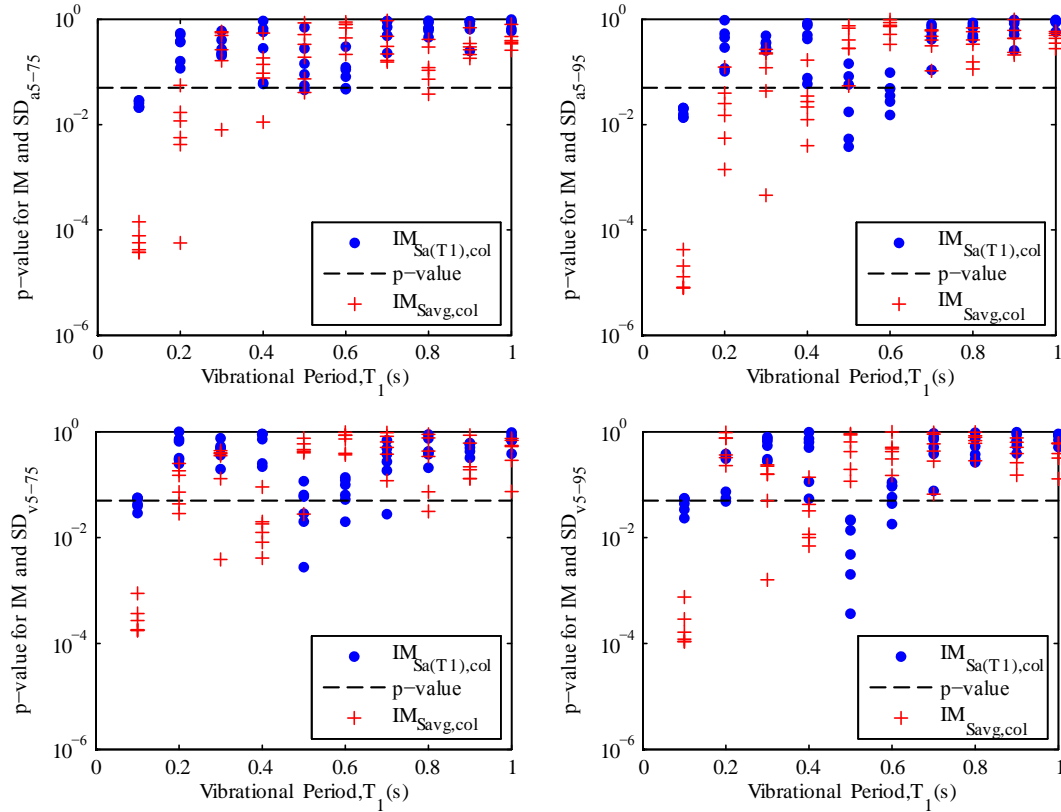 p−value for IM and SD_a5−75
10^0
10^−2
10^−4
10^−6
0 0.2 0.4 0.6 0.8 1
Vibrational Period,T_1(s)
IM_Sa(T1),col
p−value
IM_Savg,col
p−value for IM and SD_a5−95
10^0
10^−2
10^−4
10^−6
0 0.2 0.4 0.6 0.8 1
Vibrational Period,T_1(s)
IM_Sa(T1),col
p−value
IM_Savg,col
p−value for IM and SD_v5−75
10^0
10^−2
10^−4
10^−6
0 0.2 0.4 0.6 0.8 1
Vibrational Period,T_1(s)
IM_Sa(T1),col
p−value
IM_Savg,col
p−value for IM and SD_v5−95
10^0
10^−2
10^−4
10^−6
0 0.2 0.4 0.6 0.8 1
Vibrational Period,T_1(s)
IM_Sa(T1),col
p−value
IM_Savg,col